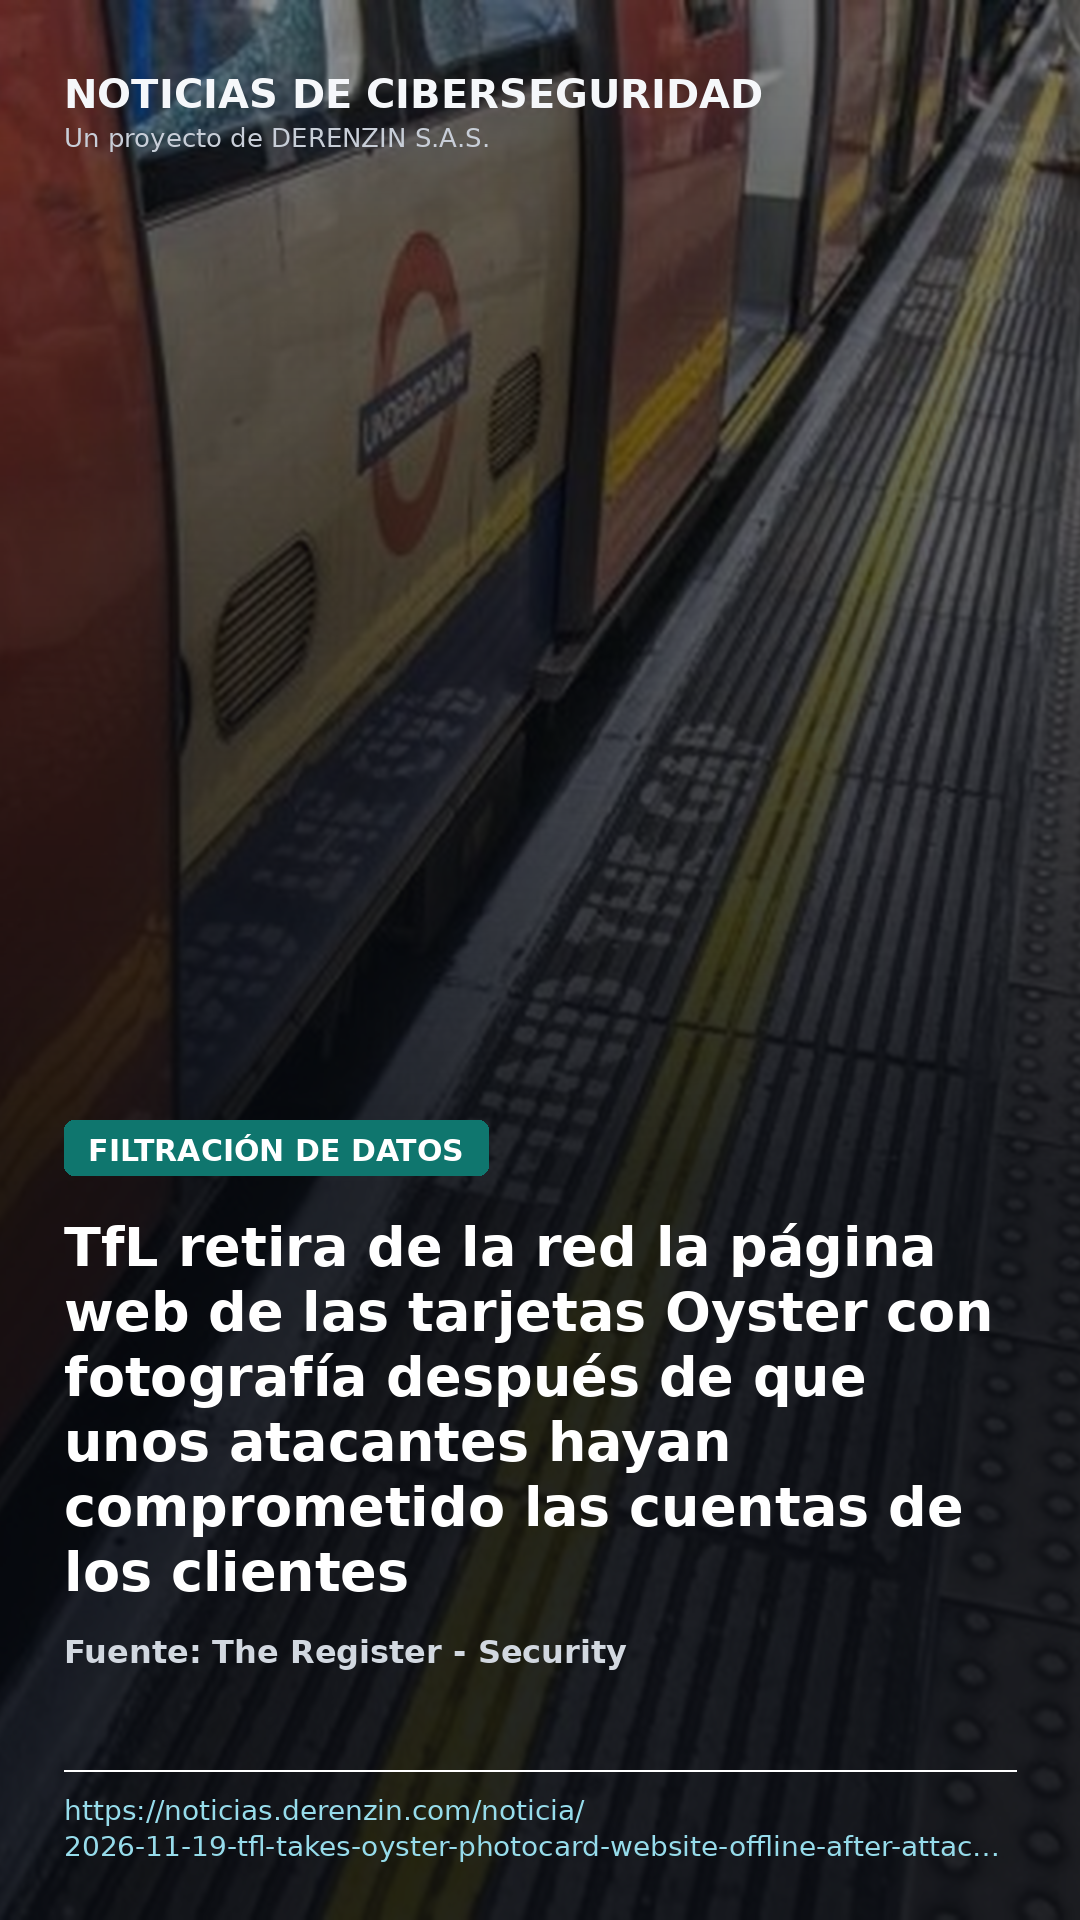 NOTICIAS DE CIBERSEGURIDAD
Un proyecto de DERENZIN S.A.S.
UNDERGROUND
THE GAP
FILTRACIÓN DE DATOS
TfL retira de la red la página
web de las tarjetas Oyster con
fotografía después de que
unos atacantes hayan
comprometido las cuentas de
los clientes
Fuente: The Register - Security
https://noticias.derenzin.com/noticia/
2026-11-19-tfl-takes-oyster-photocard-website-offline-after-attac...